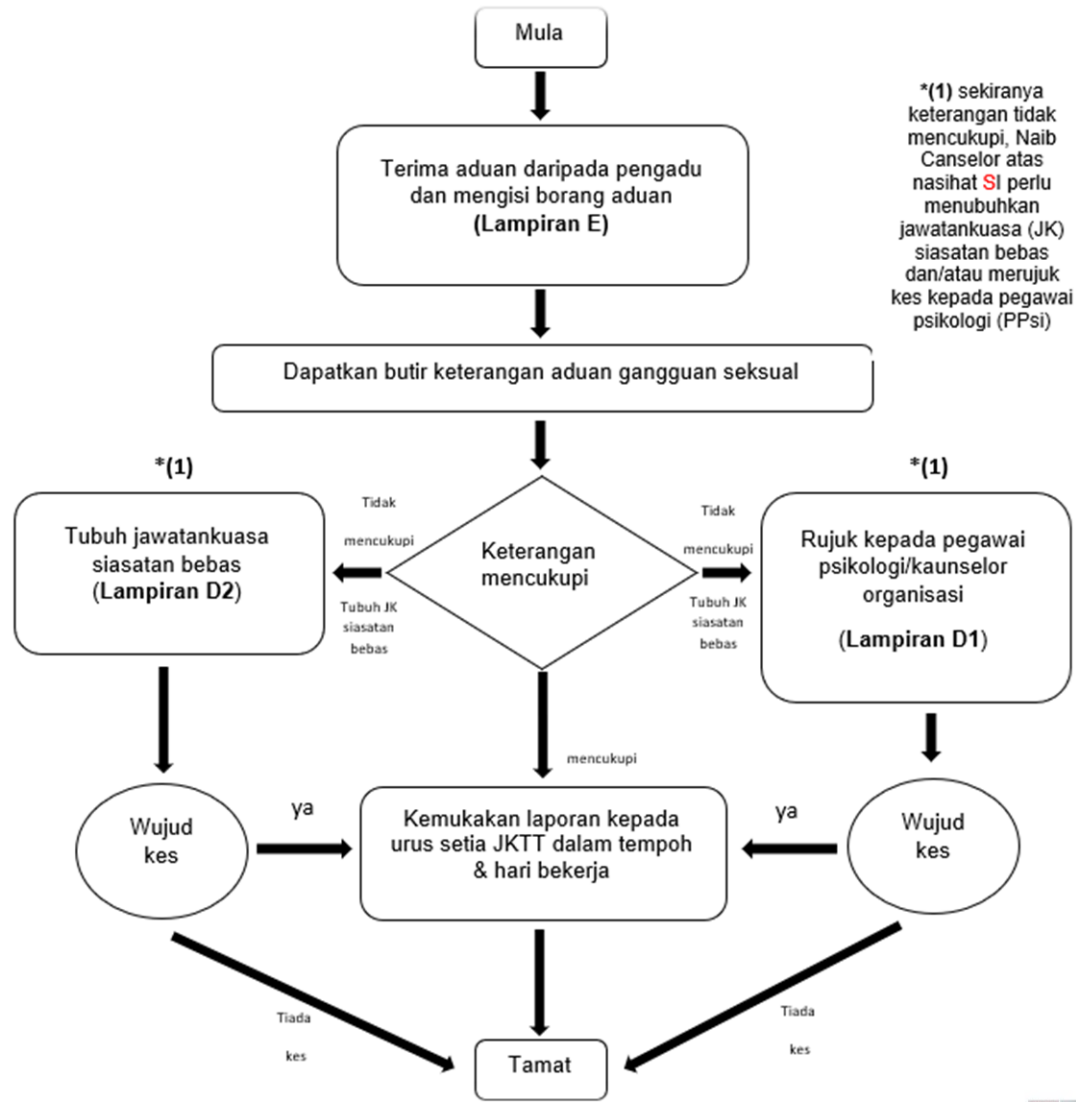 Mula
*(1) sekiranya
keterangan tidak
mencukupi, Naib
Canselor atas
nasihat SI perlu
menubuhkan
jawatankuasa (JK)
siasatan bebas
dan/atau merujuk
kes kepada pegawai
psikologi (PPsi)
Terima aduan daripada pengadu
dan mengisi borang aduan
(Lampiran E)
Dapatkan butir keterangan aduan gangguan seksual
*(1)
Tubuh jawatankuasa
siasatan bebas
(Lampiran D2)
Tidak
mencukupi
Tubuh JK
siasatan
bebas
Keterangan
mencukupi
Tidak
mencukupi
Tubuh JK
siasatan
bebas
*(1)
Rujuk kepada pegawai
psikologi/kaunselor
organisasi
(Lampiran D1)
mencukupi
Wujud
kes
ya
Kemukakan laporan kepada
urus setia JKTT dalam tempoh
& hari bekerja
ya
Wujud
kes
Tiada
kes
Tiada
kes
Tamat